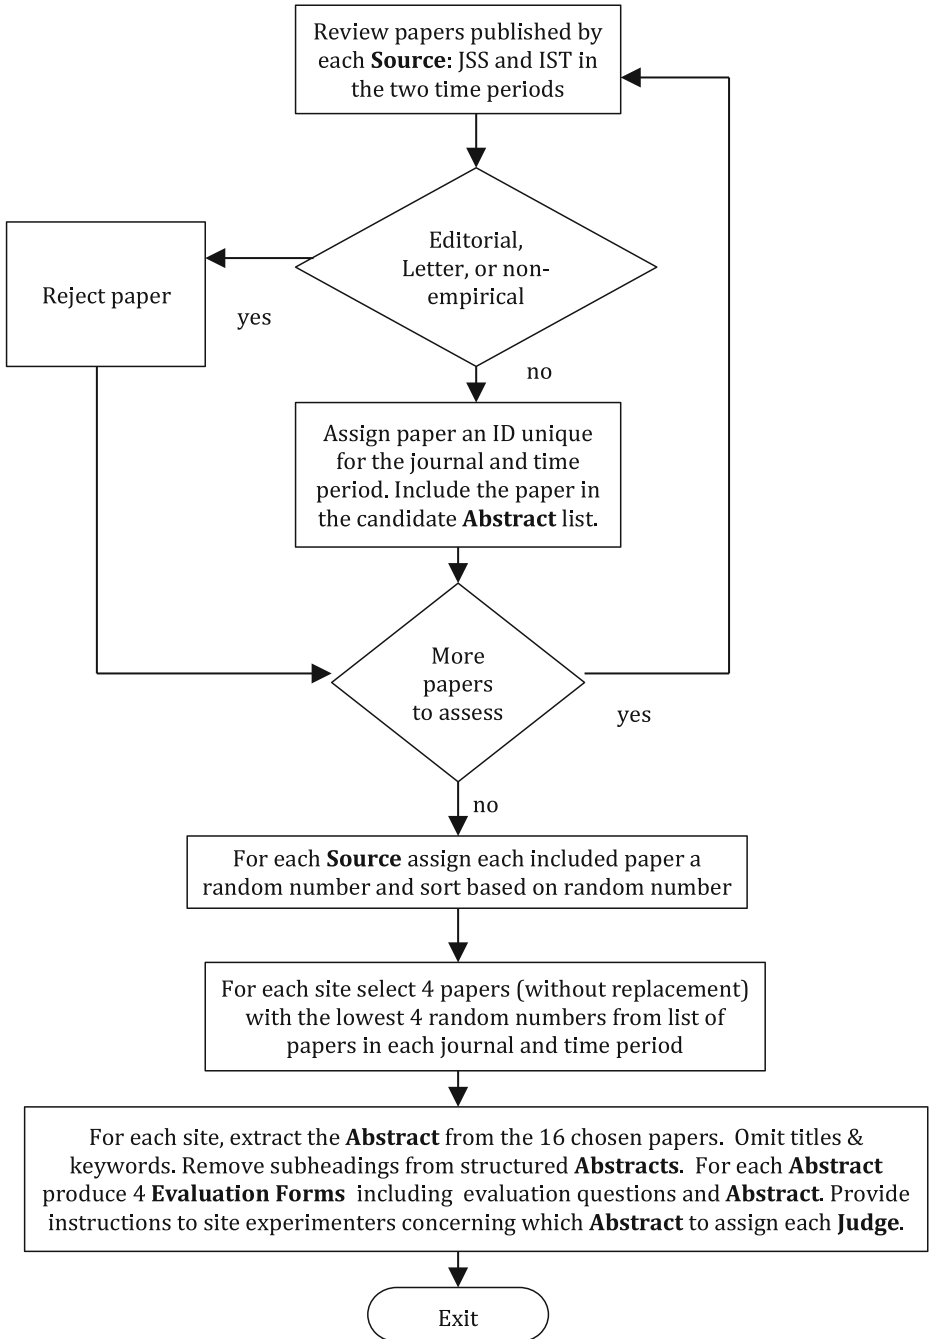 Review papers published by
each Source: JSS and IST in
the two time periods
Editorial,
Letter, or non-
empirical
Reject paper
yes
no
Assign paper an ID unique
for the journal and time
period. Include the paper in
the candidate Abstract list.
More
papers
to assess
yes
no
For each Source assign each included paper a
random number and sort based on random number
For each site select 4 papers (without replacement)
with the lowest 4 random numbers from list of
papers in each journal and time period
For each site, extract the Abstract from the 16 chosen papers. Omit titles &
keywords. Remove subheadings from structured Abstracts. For each Abstract
produce 4 Evaluation Forms including evaluation questions and Abstract. Provide
instructions to site experimenters concerning which Abstract to assign each Judge.
Exit